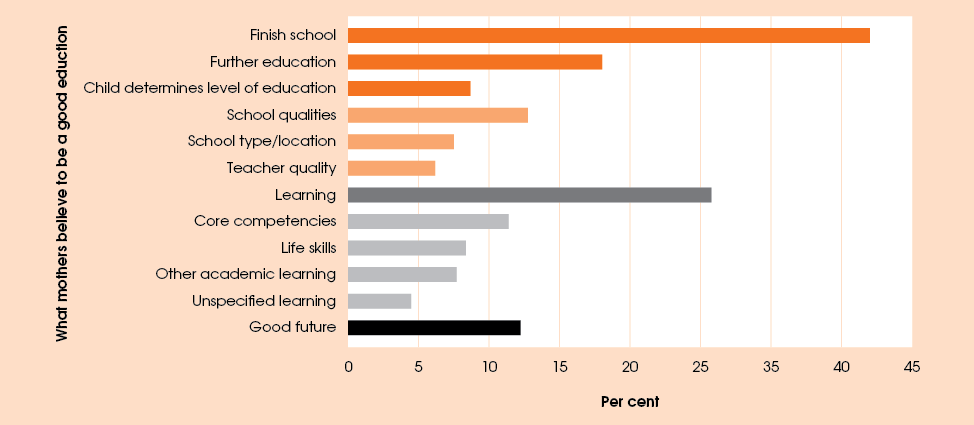 What mothers believe to be a good eduction
Finish school
Further education
Child determines level of education
School qualities
School type/location
Teacher quality
Learning
Core competencies
Life skills
Other academic learning
Unspecified learning
Good future
0 5 10 15 20 25 35 40 45
Per cent